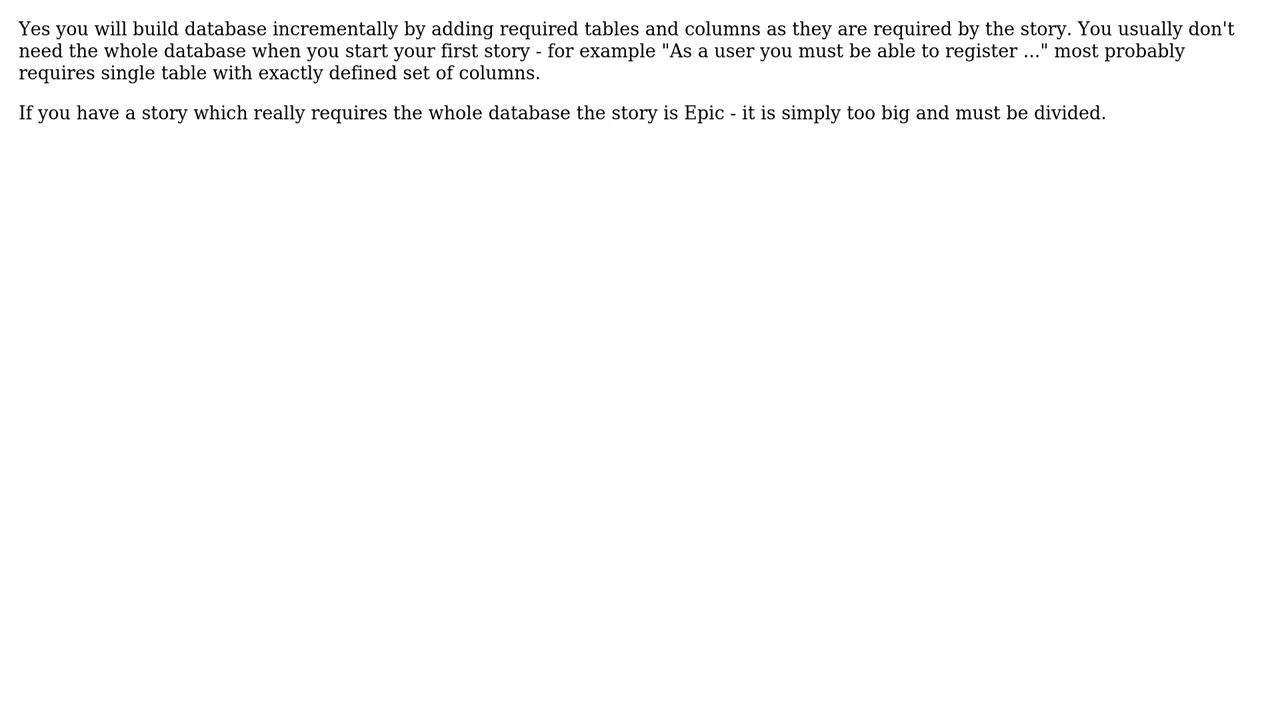 Yes you will build database incrementally by adding required tables and columns as they are required by the story. You usually don't
need the whole database when you start your first story - for example "As a user you must be able to register ..." most probably
requires single table with exactly defined set of columns.
If you have a story which really requires the whole database the story is Epic - it is simply too big and must be divided.